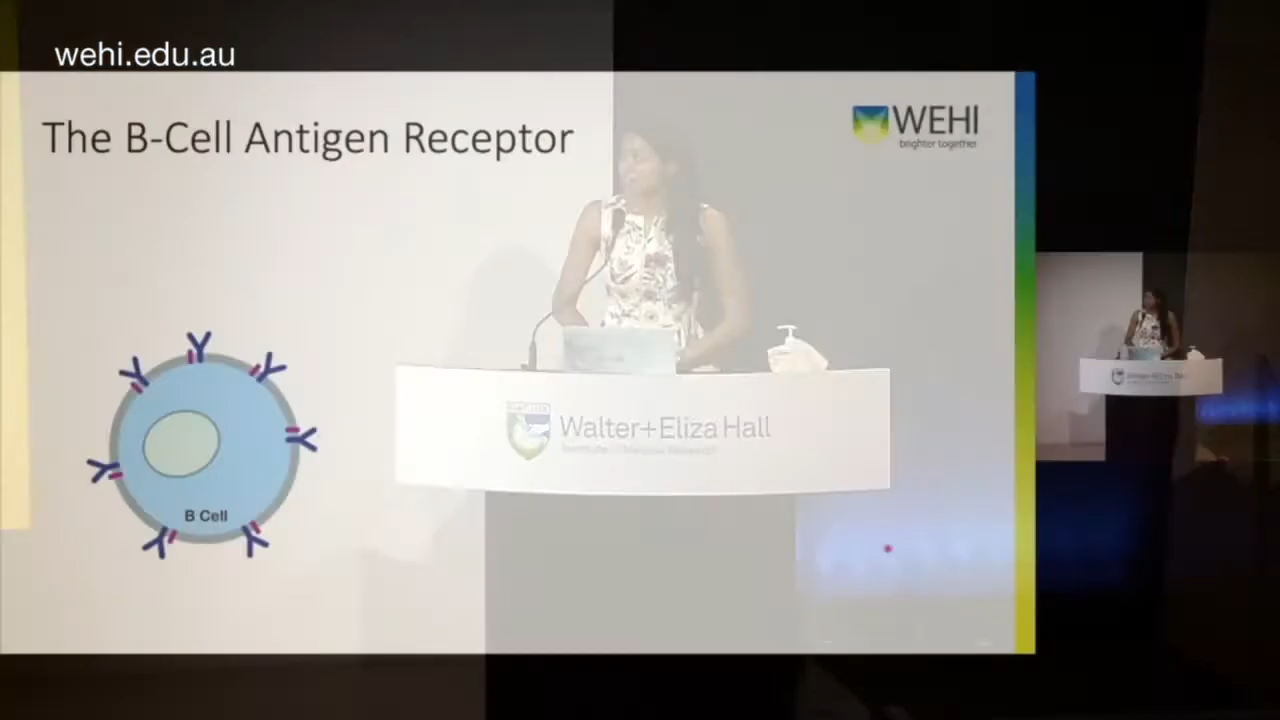 wehi.edu.au
The B-Cell Antigen Receptor
WEHI
brighter together
Walter+Eliza Hall
B Cell